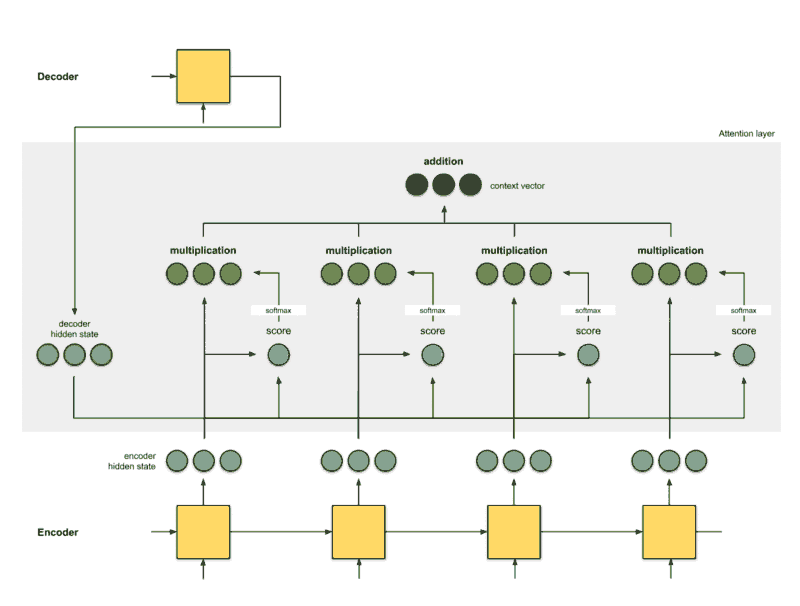 Decoder
Attention layer
addition
context vector
multiplication
multiplication
multiplication
multiplication
softmax
softmax
softmax
softmax
decoder
hidden state
score
score
score
score
encoder
hidden state
Encoder